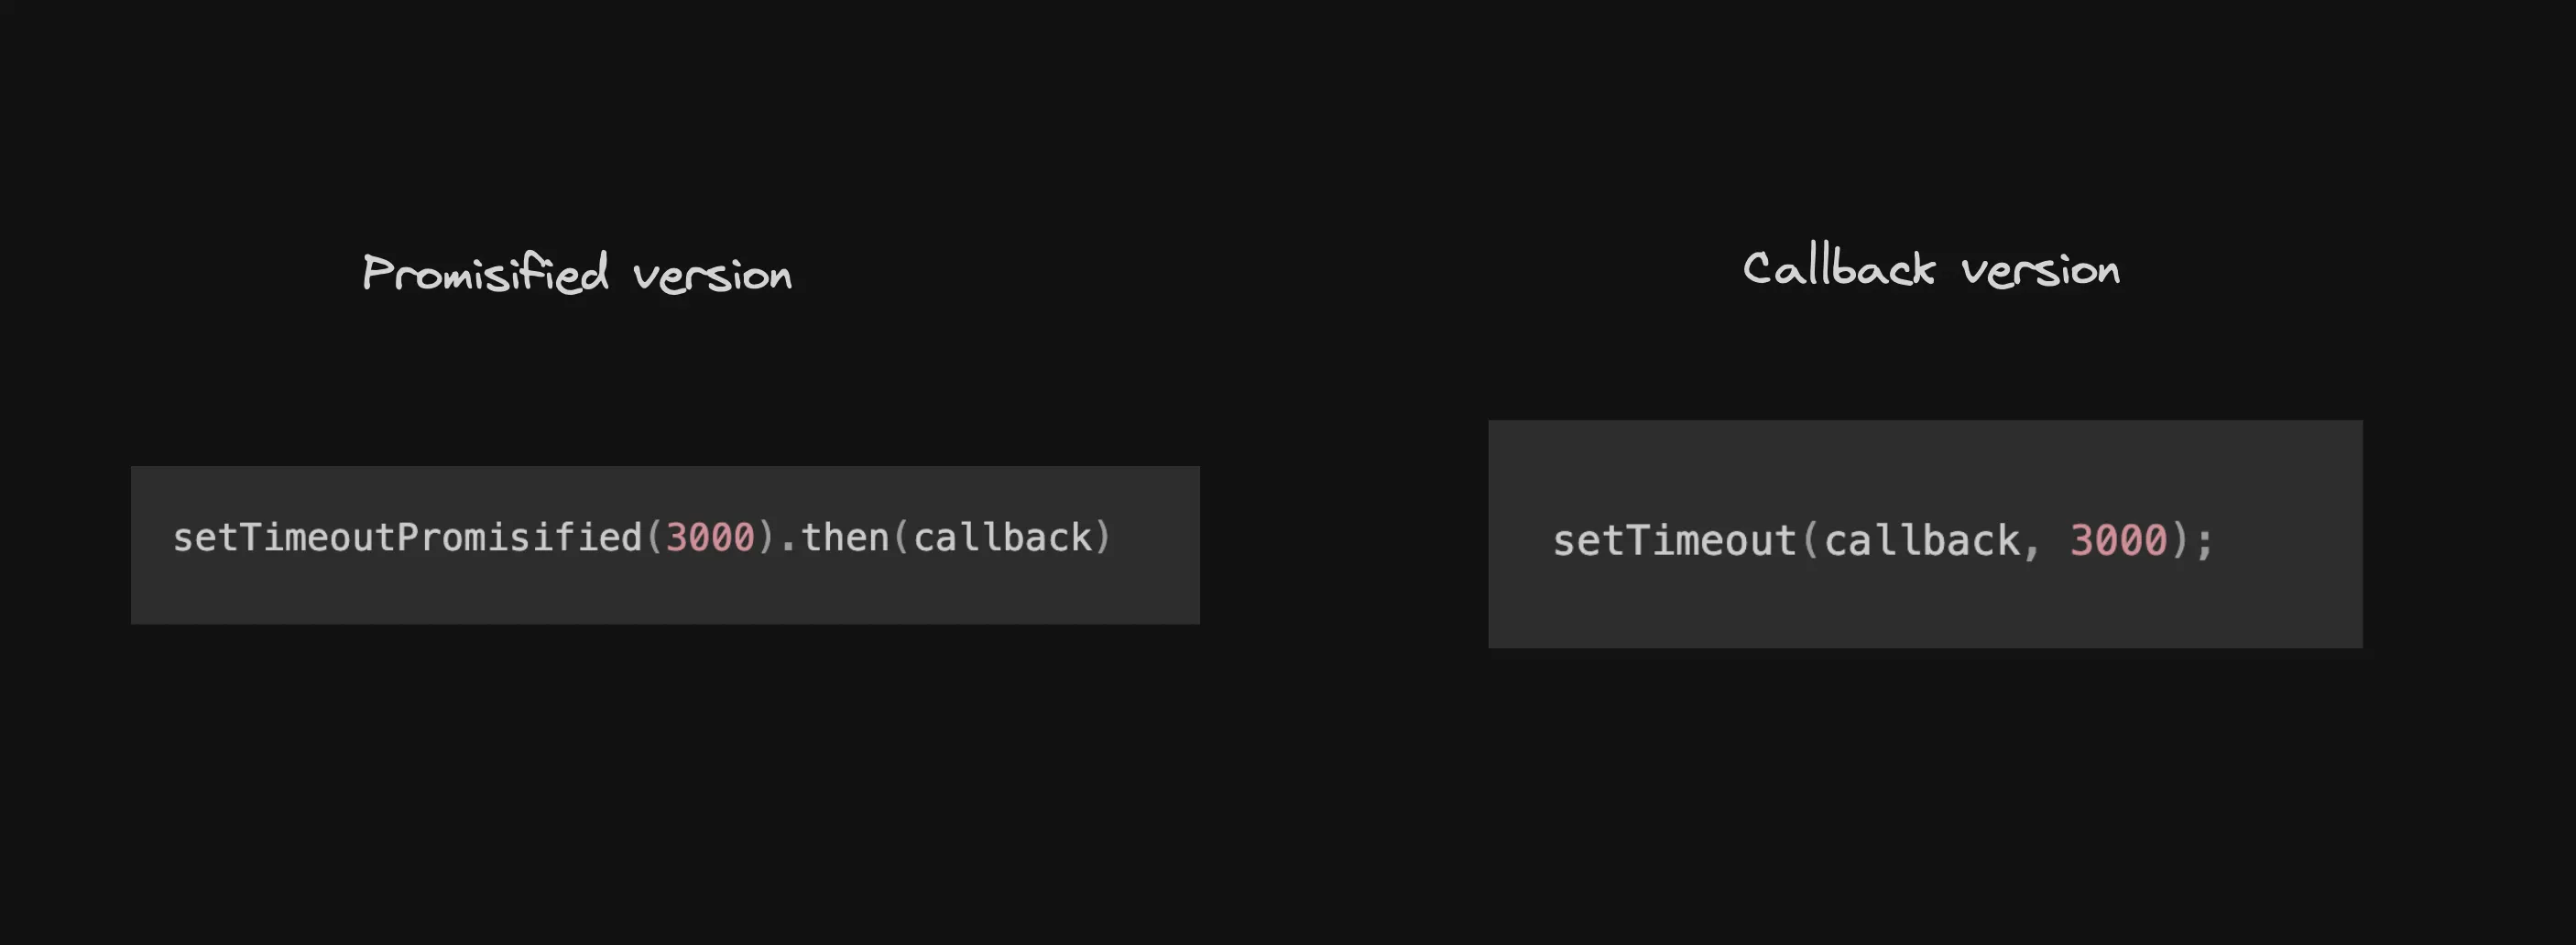 Promisified version
setTimeoutPromisified(3000).then(callback)
Callback version
setTimeout(callback, 3000);